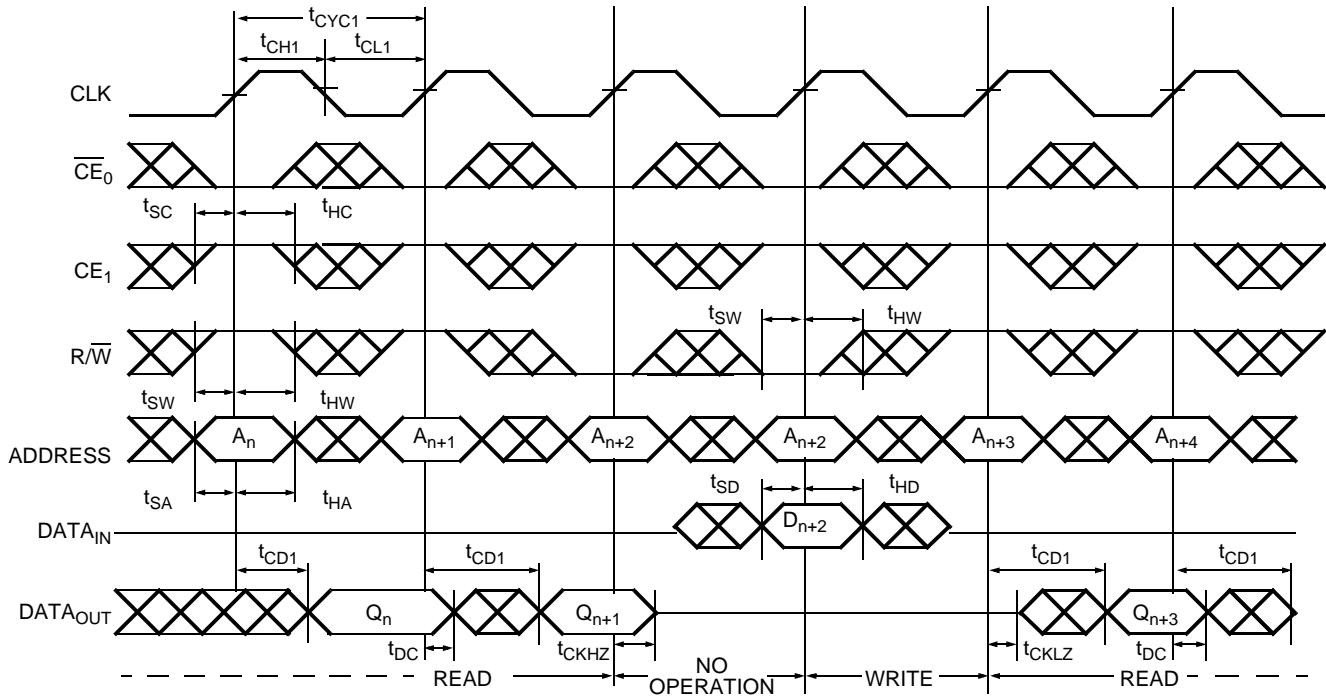 tCYC1
tCH1 tCL1
CLK
CE0
tSC tHC
CE1
tSW tHW
R/W
tSW tHW
An An+1 An+2 An+2 An+3 An+4
ADDRESS
tSA tHA tSD tHD
DATAIN Dn+2
tCD1 tCD1 tCD1 tCD1
DATAOUT Qn Qn+1 Qn+3
tDC tCKHZ tCKLZ tDC
READ NO OPERATION WRITE READ